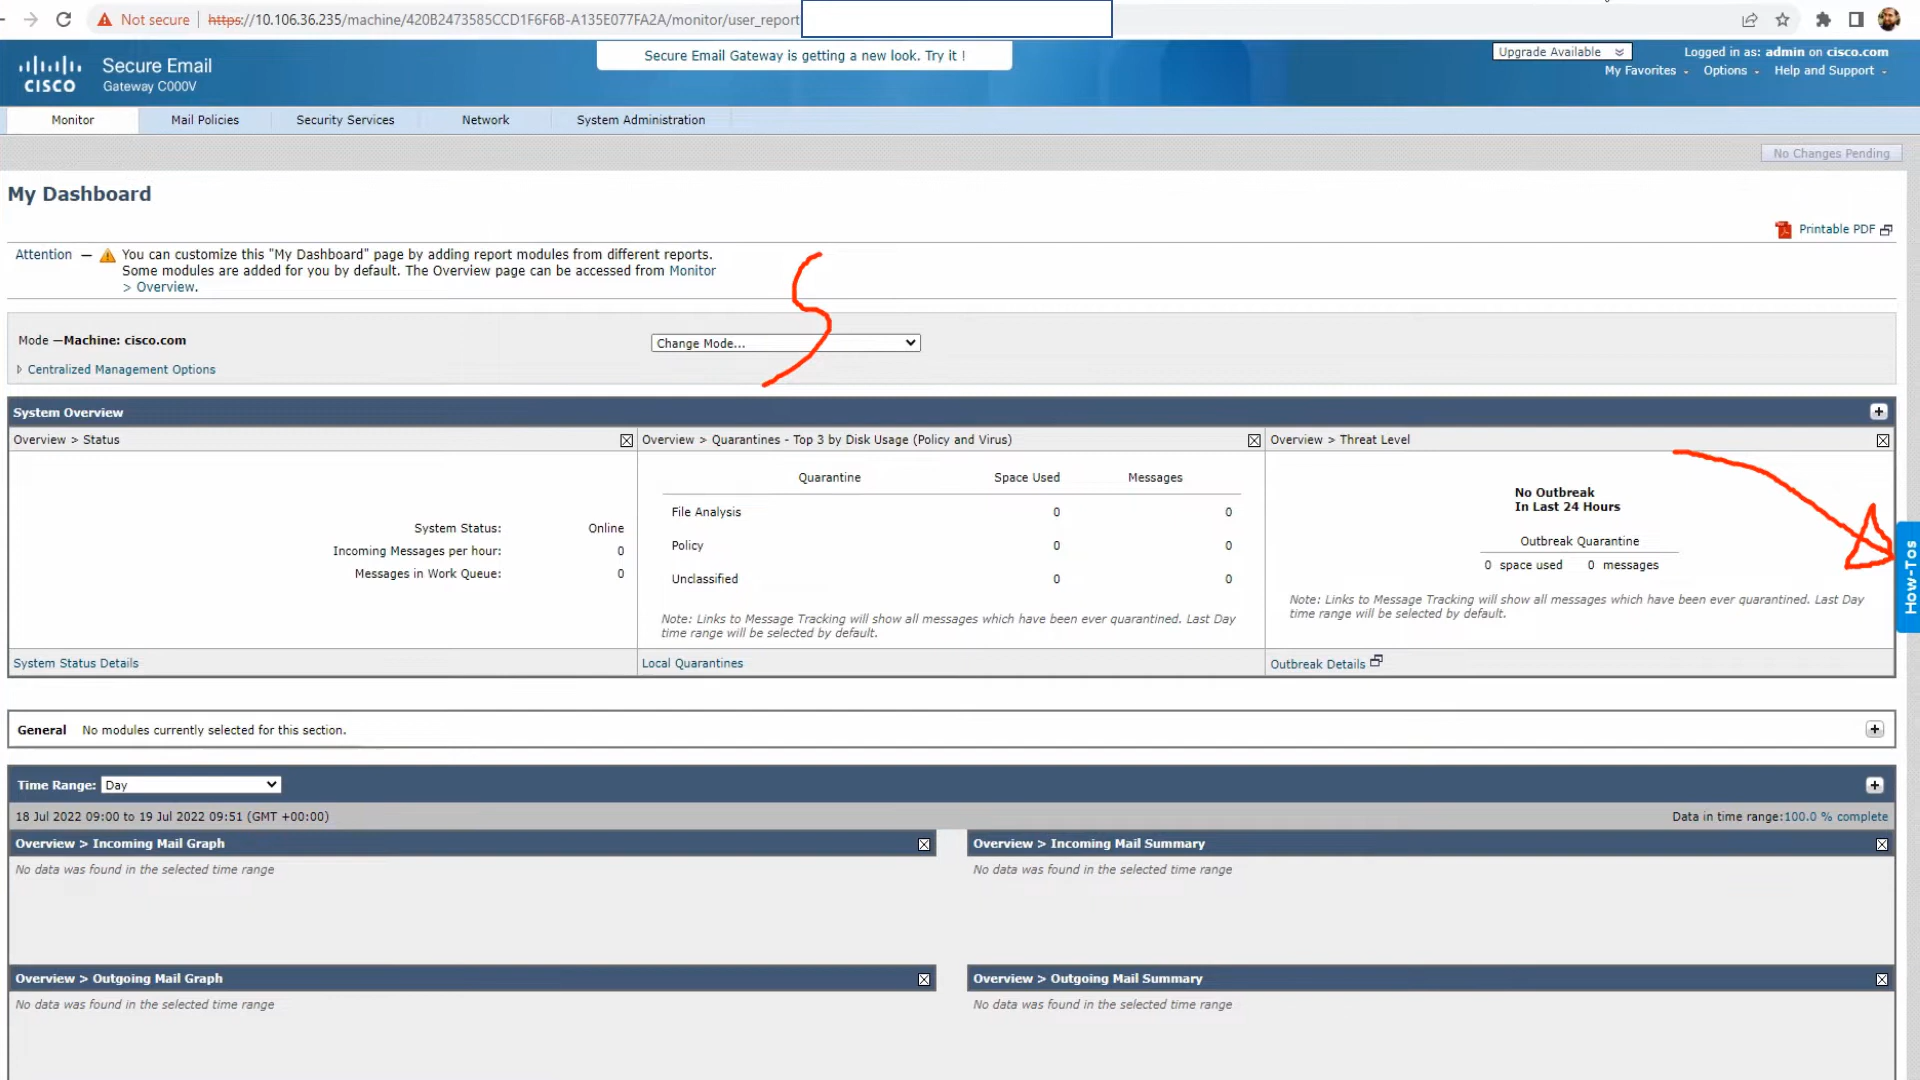 Not secure
https://10.106.36.235/machine/420B2473585CCD1F6F6B-A135E077FA2A/monitor/user_report
Secure Email Gateway is getting a new look. Try it !
Upgrade Available
Logged in as: admin on cisco.com
My Favorites
Options
Help and Support
CISCO
Secure Email
Gateway C000V
Monitor
Mail Policies
Security Services
Network
System Administration
No Changes Pending
My Dashboard
Printable PDF
Attention — You can customize this "My Dashboard" page by adding report modules from different reports.
Some modules are added for you by default. The Overview page can be accessed from Monitor
> Overview.
Mode —Machine: cisco.com
Change Mode...
Centralized Management Options
System Overview
Overview > Status
System Status: Online
Incoming Messages per hour: 0
Messages in Work Queue: 0
System Status Details
Overview > Quarantines - Top 3 by Disk Usage (Policy and Virus)
Quarantine Space Used Messages
File Analysis 0 0
Policy 0 0
Unclassified 0 0
Note: Links to Message Tracking will show all messages which have been ever quarantined. Last Day
time range will be selected by default.
Local Quarantines
Overview > Threat Level
No Outbreak
In Last 24 Hours
Outbreak Quarantine
0 space used 0 messages
Note: Links to Message Tracking will show all messages which have been ever quarantined. Last Day
time range will be selected by default.
Outbreak Details
How-Tos
General No modules currently selected for this section.
Time Range: Day
18 Jul 2022 09:00 to 19 Jul 2022 09:51 (GMT +00:00)
Data in time range:100.0 % complete
Overview > Incoming Mail Graph
No data was found in the selected time range
Overview > Incoming Mail Summary
No data was found in the selected time range
Overview > Outgoing Mail Graph
No data was found in the selected time range
Overview > Outgoing Mail Summary
No data was found in the selected time range